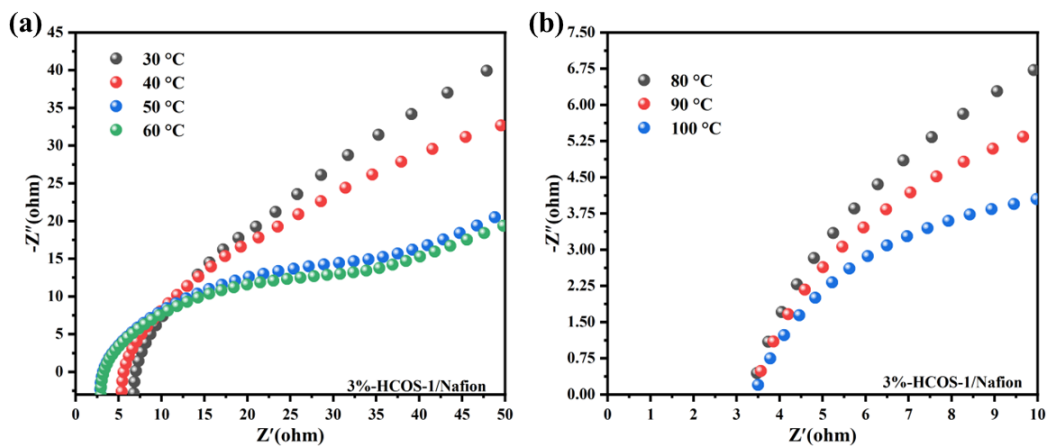 (a)
45
40
35
30
25
20
15
10
5
0
-Z″(ohm)
30 °C
40 °C
50 °C
60 °C
3%-HCOS-1/Nafion
0 5 10 15 20 25 30 35 40 45 50
Z′(ohm)
(b)
7.50
6.75
6.00
5.25
4.50
3.75
3.00
2.25
1.50
0.75
0.00
-Z″(ohm)
80 °C
90 °C
100 °C
3%-HCOS-1/Nafion
0 1 2 3 4 5 6 7 8 9 10
Z′(ohm)